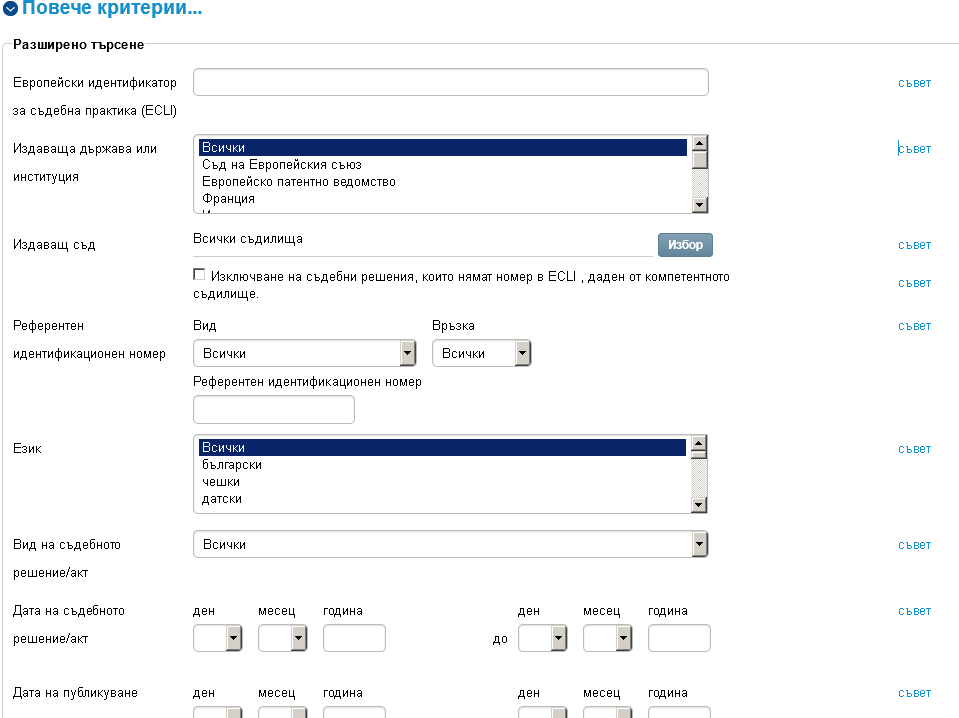 Повече критерии...
Разширено търсене
Европейски идентификатор
за съдебна практика (ECLI)
съвет
Издаваща държава или
институция
Всички
Съд на Европейския съюз
Европейско патентно ведомство
Франция
съвет
Издаващ съд
Всички съдилища
Избор
съвет
Изключване на съдебни решения, които нямат номер в ECLI , даден от компетентното
съдилище.
съвет
Референтен
идентификационен номер
Вид
Връзка
съвет
Всички
Всички
Референтен идентификационен номер
Език
Всички
български
чешки
датски
съвет
Вид на съдебното
решение/акт
Всички
съвет
Дата на съдебното
решение/акт
ден месец година
до
ден месец година
съвет
Дата на публикуване
ден месец година
ден месец година
съвет